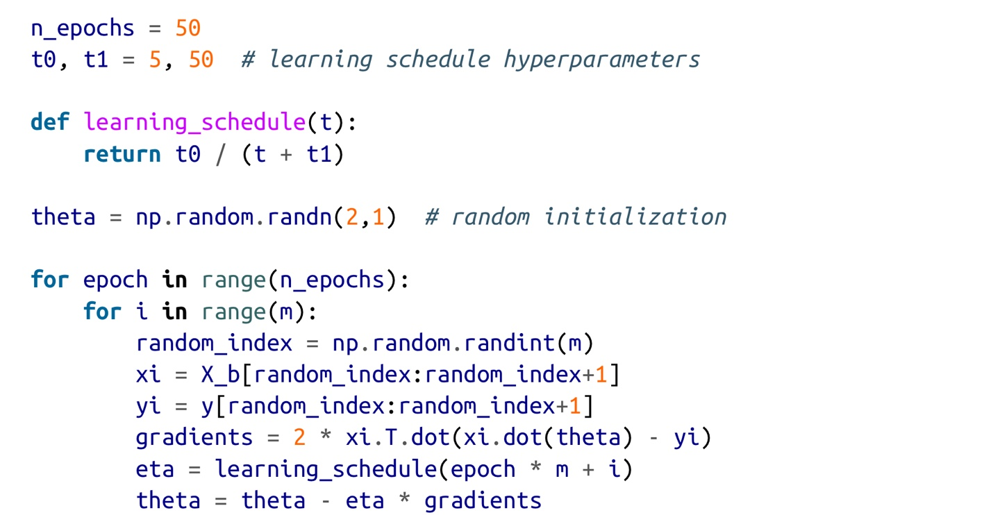 n_epochs = 50
t0, t1 = 5, 50  # learning schedule hyperparameters

def learning_schedule(t):
    return t0 / (t + t1)

theta = np.random.randn(2,1)  # random initialization

for epoch in range(n_epochs):
    for i in range(m):
        random_index = np.random.randint(m)
        xi = X_b[random_index:random_index+1]
        yi = y[random_index:random_index+1]
        gradients = 2 * xi.T.dot(xi.dot(theta) - yi)
        eta = learning_schedule(epoch * m + i)
        theta = theta - eta * gradients